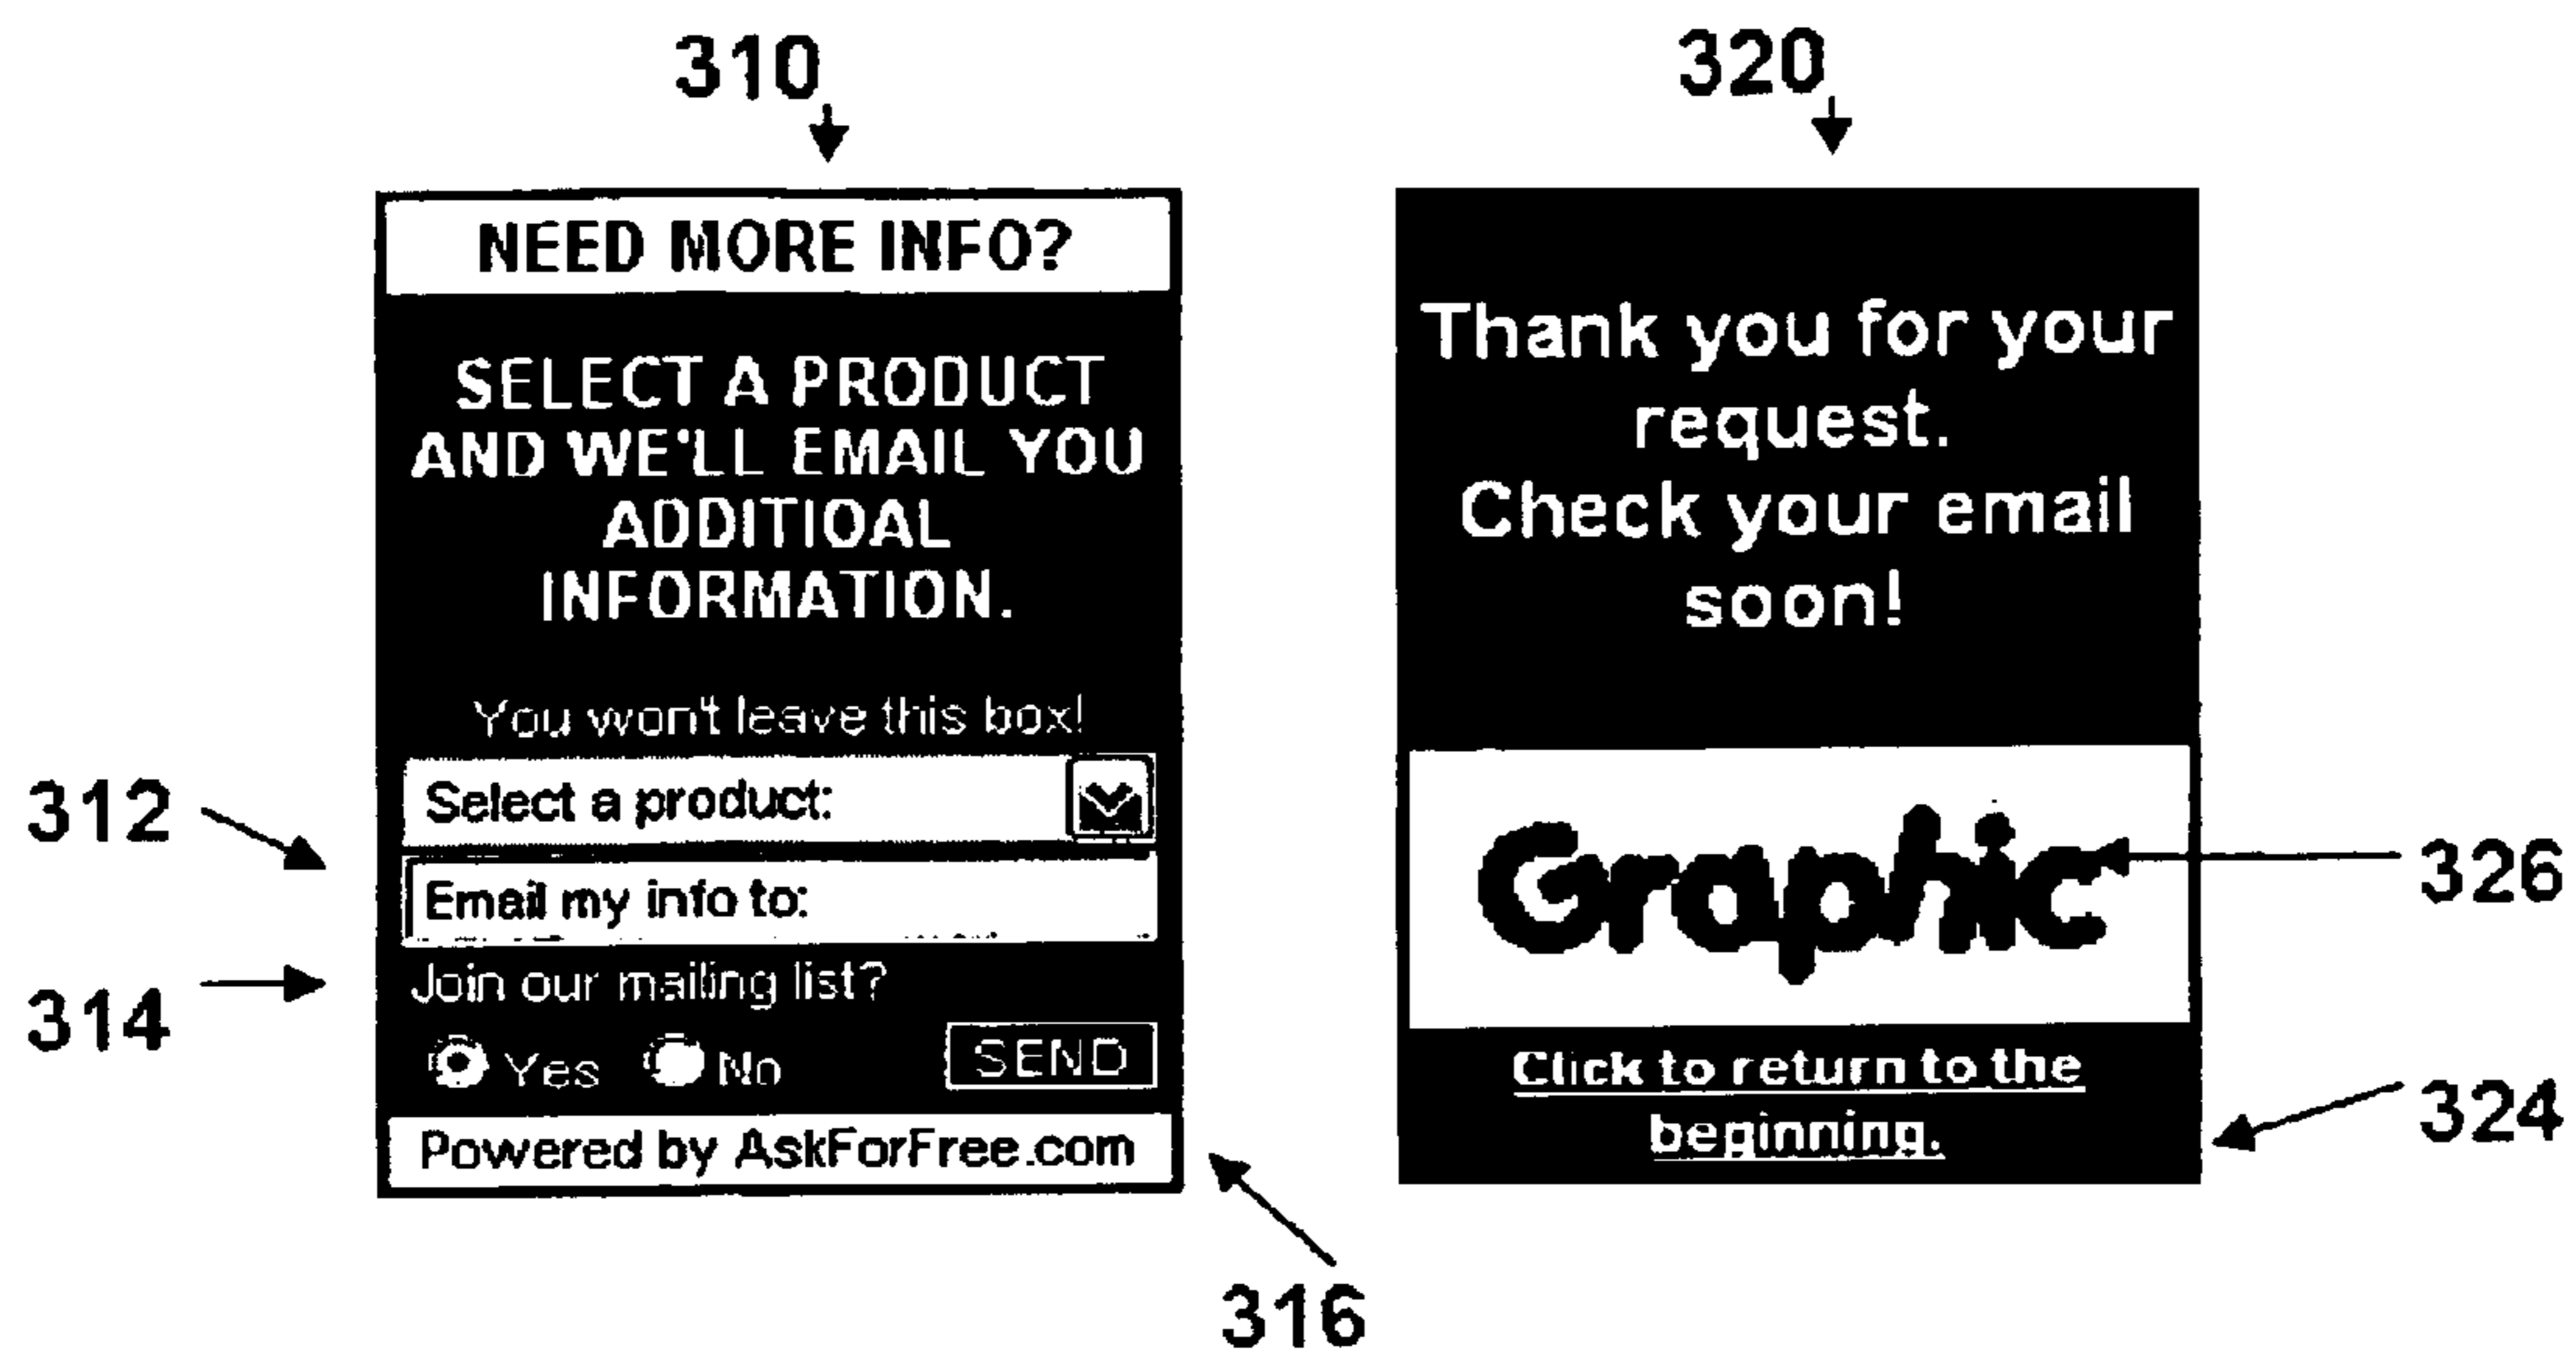 310
320
NEED MORE INFO?
SELECT A PRODUCT
AND WE'LL EMAIL YOU
ADDITIOAL
INFORMATION.
You won't leave this box!
312
Select a product:
Email my info to:
314
Join our mailing list?
Yes No SEND
Powered by AskForFree.com
316
Thank you for your
request.
Check your email
soon!
Graphic
326
Click to return to the
beginning.
324